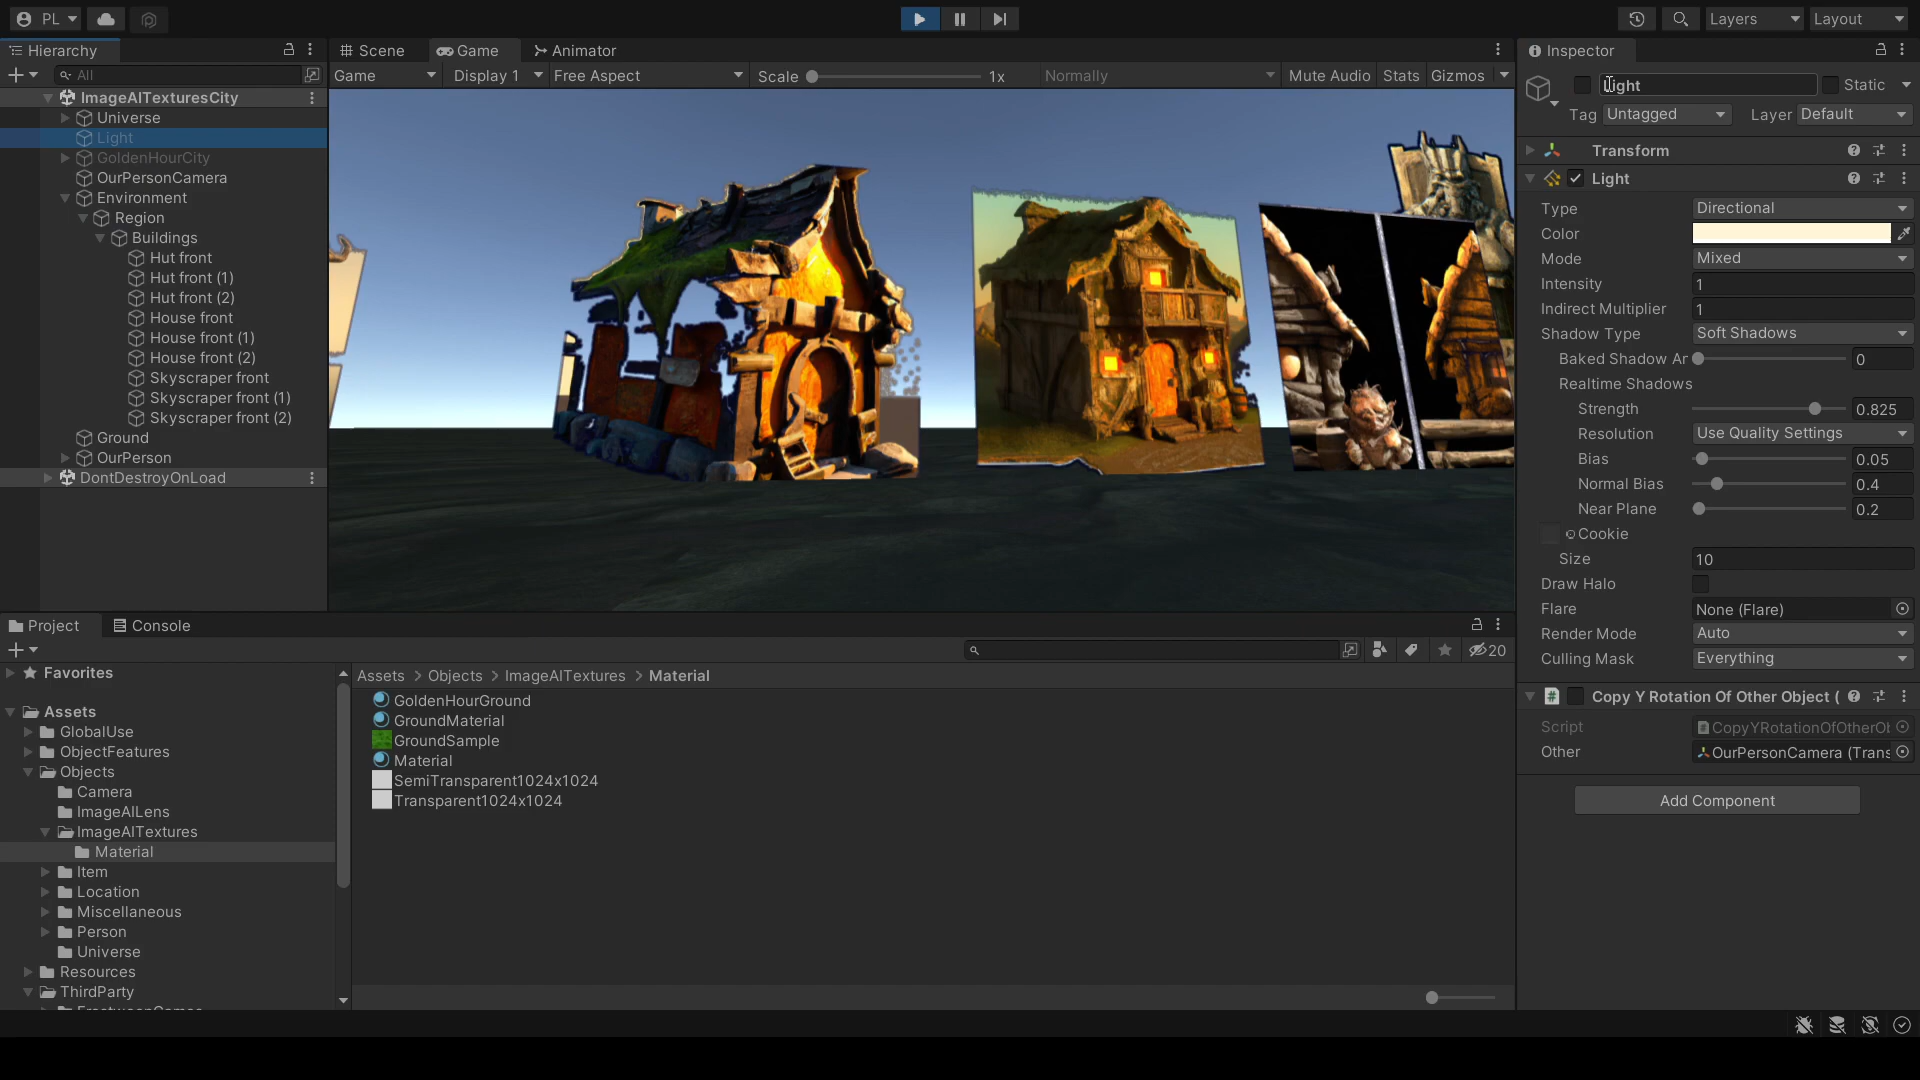 PL
Layers
Layout
Hierarchy
All
ImageAITexturesCity
Universe
Light
GoldenHourCity
OurPersonCamera
Environment
Region
Buildings
Hut front
Hut front (1)
Hut front (2)
House front
House front (1)
House front (2)
Skyscraper front
Skyscraper front (1)
Skyscraper front (2)
Ground
OurPerson
DontDestroyOnLoad
Scene
Game
Animator
Game
Display 1
Free Aspect
Scale
1x
Normally
Mute Audio
Stats
Gizmos
Inspector
Light
Static
Tag
Untagged
Layer
Default
Transform
Light
Type
Directional
Color
Mode
Mixed
Intensity
1
Indirect Multiplier
1
Shadow Type
Soft Shadows
Baked Shadow Ar
0
Realtime Shadows
Strength
0.825
Resolution
Use Quality Settings
Bias
0.05
Normal Bias
0.4
Near Plane
0.2
Cookie
Size
10
Draw Halo
Flare
None (Flare)
Render Mode
Auto
Culling Mask
Everything
Copy Y Rotation Of Other Object (
Script
CopyYRotationOfOtherOb
Other
OurPersonCamera (Trans
Add Component
Project
Console
20
Favorites
Assets
GlobalUse
ObjectFeatures
Objects
Camera
ImageAILens
ImageAITextures
Material
Item
Location
Miscellaneous
Person
Universe
Resources
ThirdParty
Assets > Objects > ImageAITextures > Material
GoldenHourGround
GroundMaterial
GroundSample
Material
SemiTransparent1024x1024
Transparent1024x1024